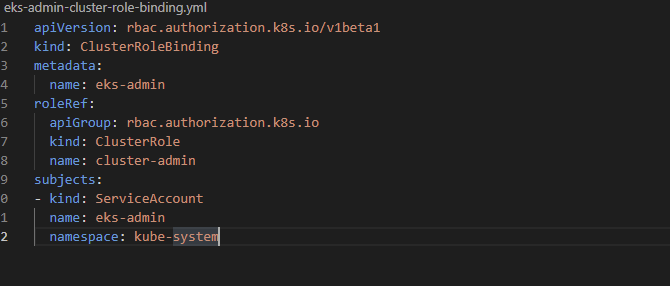 eks-admin-cluster-role-binding.yml
1 apiVersion: rbac.authorization.k8s.io/v1beta1
2 kind: ClusterRoleBinding
3 metadata:
4   name: eks-admin
5 roleRef:
6   apiGroup: rbac.authorization.k8s.io
7   kind: ClusterRole
8   name: cluster-admin
9 subjects:
0 - kind: ServiceAccount
1   name: eks-admin
2   namespace: kube-system